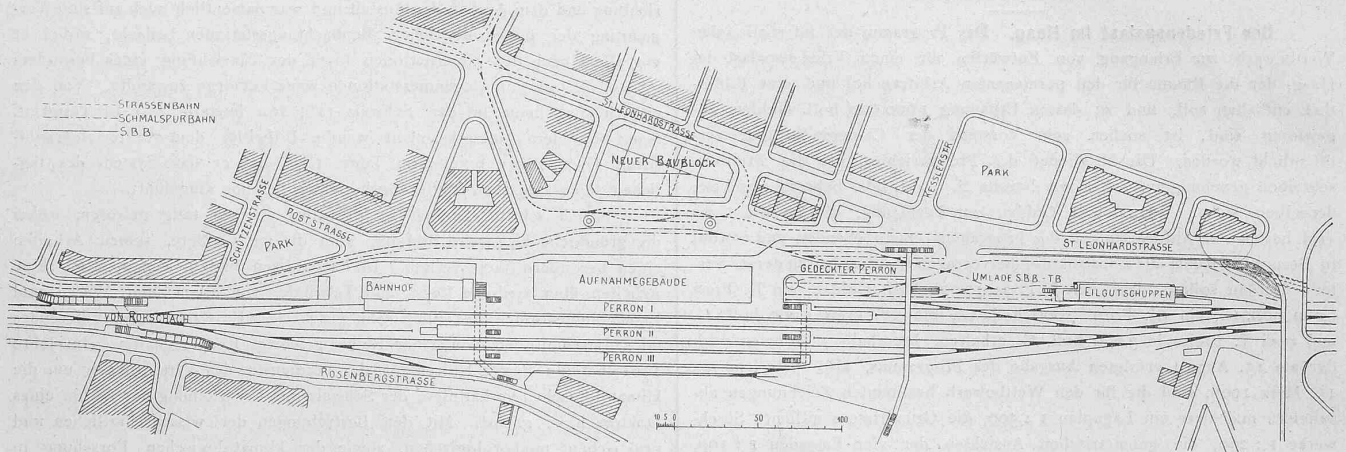 STRASSENBAHN
SCHMALSPURBAHN
S.B.B.
ST LEONHARDSTRASSE
NEUER BAUBLOCK
KESSLERSTR.
PARK
SCHÜTZENSTRASSE
POSTSTRASSE
PARK
ST LEONHARDSTRASSE
BAHNHOF
AUFNAHMEGEBÄUDE
GEDECKTER PERRON
UMLADE S.B.B.-TB
EILGUTSCHUPPEN
VON RORSCHACH
PERRON I
PERRON II
PERRON III
ROSENBERGSTRASSE
10 5 0 50 100